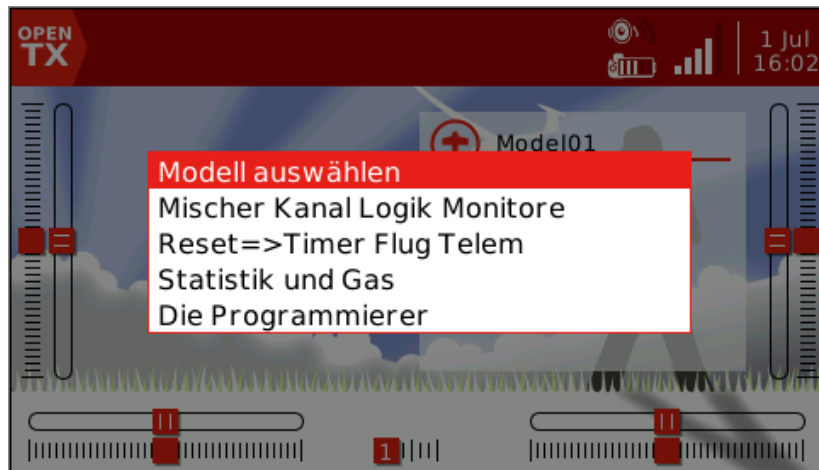 OPEN
TX
1 Jul
16:02
Model01
Modell auswählen
Mischer Kanal Logik Monitore
Reset=>Timer Flug Telem
Statistik und Gas
Die Programmierer
1